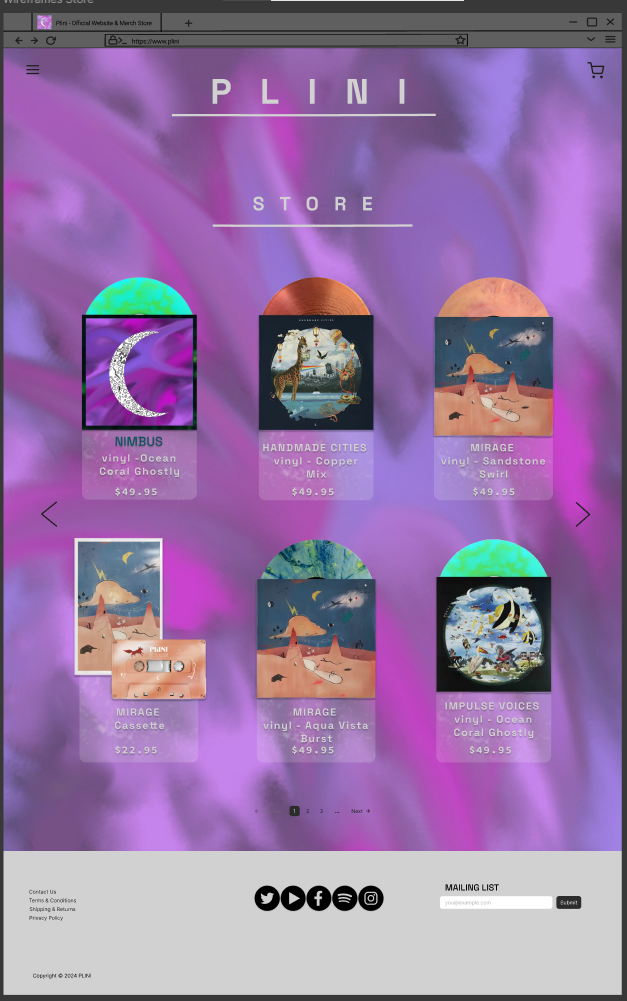 Wireframes Store
Plini - Official Website & Merch Store
https://www.plini
PLINI
STORE
NIMBUS
vinyl -Ocean
Coral Ghostly
$49.95
HANDMADE CITIES
vinyl - Copper
Mix
$49.95
MIRAGE
vinyl - Sandstone
Swirl
$49.95
PLINI
MIRAGE
Cassette
$22.95
MIRAGE
vinyl - Aqua Vista
Burst
$49.95
IMPULSE VOICES
vinyl - Ocean
Coral Ghostly
$49.95
1 2 3 ... Next
Contact Us
Terms & Conditions
Shipping & Returns
Privacy Policy
MAILING LIST
you@example.com
Submit
Copyright © 2024 PLINI